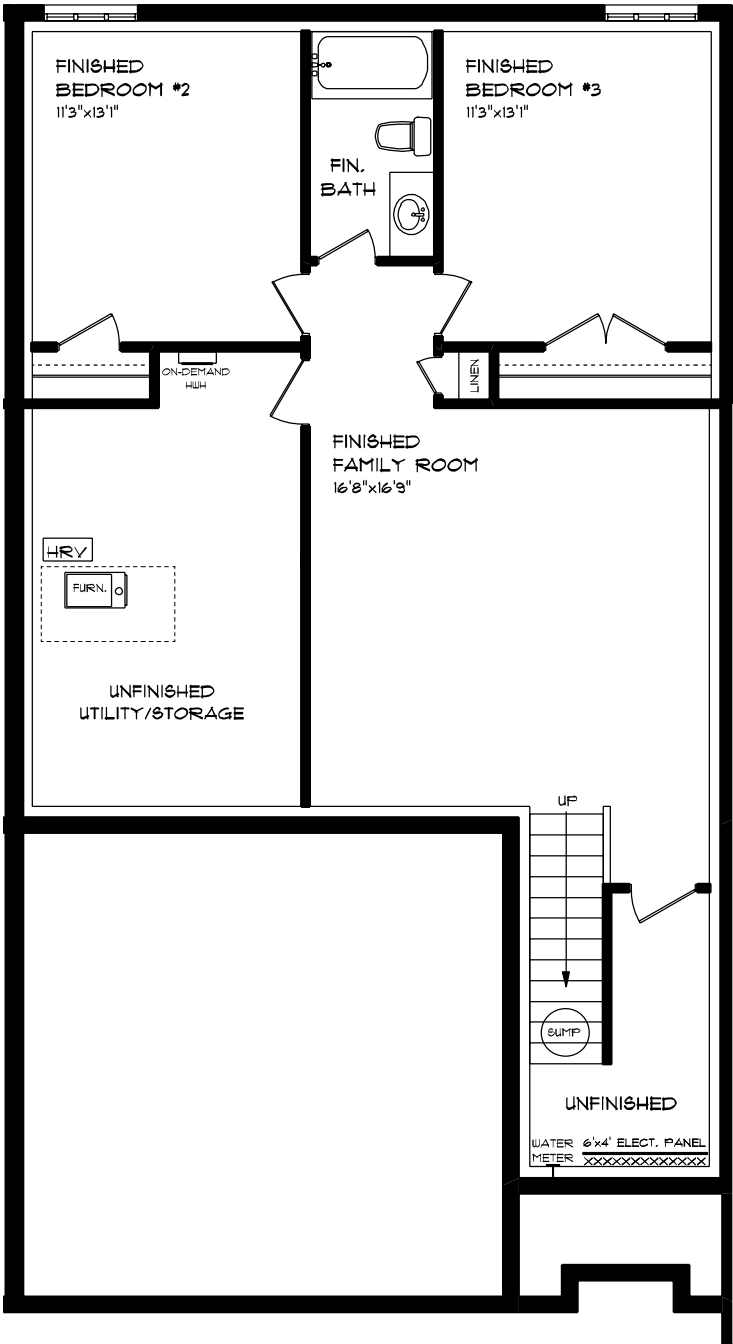 FINISHED
BEDROOM #2
11'3"x13'1"
FINISHED
BEDROOM #3
11'3"x13'1"
FIN.
BATH
ON-DEMAND
HWH
LINEN
FINISHED
FAMILY ROOM
16'8"x16'9"
HRV
FURN.
UNFINISHED
UTILITY/STORAGE
UP
SUMP
UNFINISHED
WATER
METER
6'x4' ELECT. PANEL